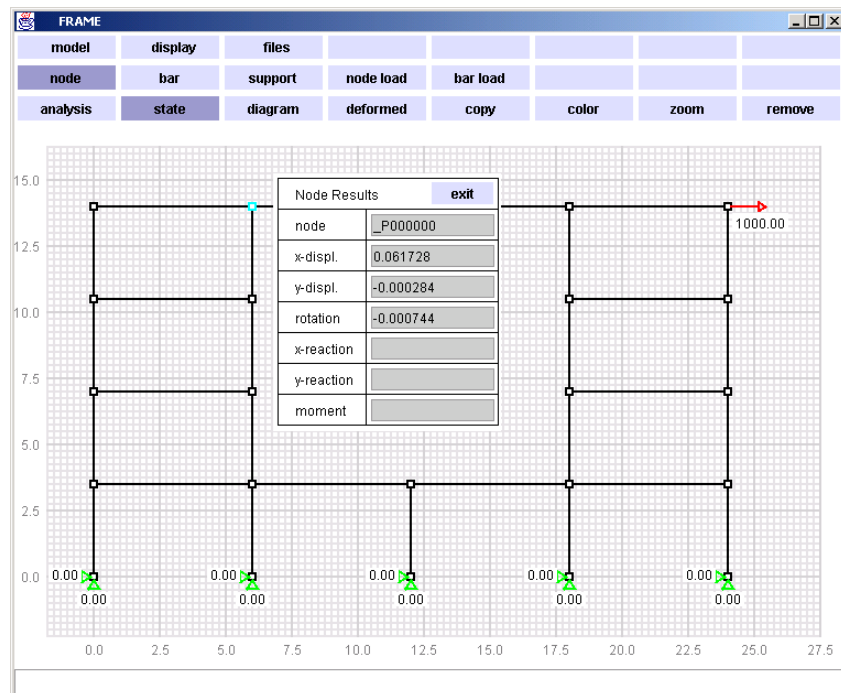 FRAME
model display files
node bar support node load bar load
analysis state diagram deformed copy color zoom remove
15.0
Node Results exit
node _P000000
1000.00
x-displ. 0.061728
12.5
y-displ. -0.000284
10.0
rotation -0.000744
x-reaction
7.5
y-reaction
moment
5.0
2.5
0.0 0.00 0.00 0.00 0.00 0.00
0.00 0.00 0.00 0.00 0.00
0.0 2.5 5.0 7.5 10.0 12.5 15.0 17.5 20.0 22.5 25.0 27.5